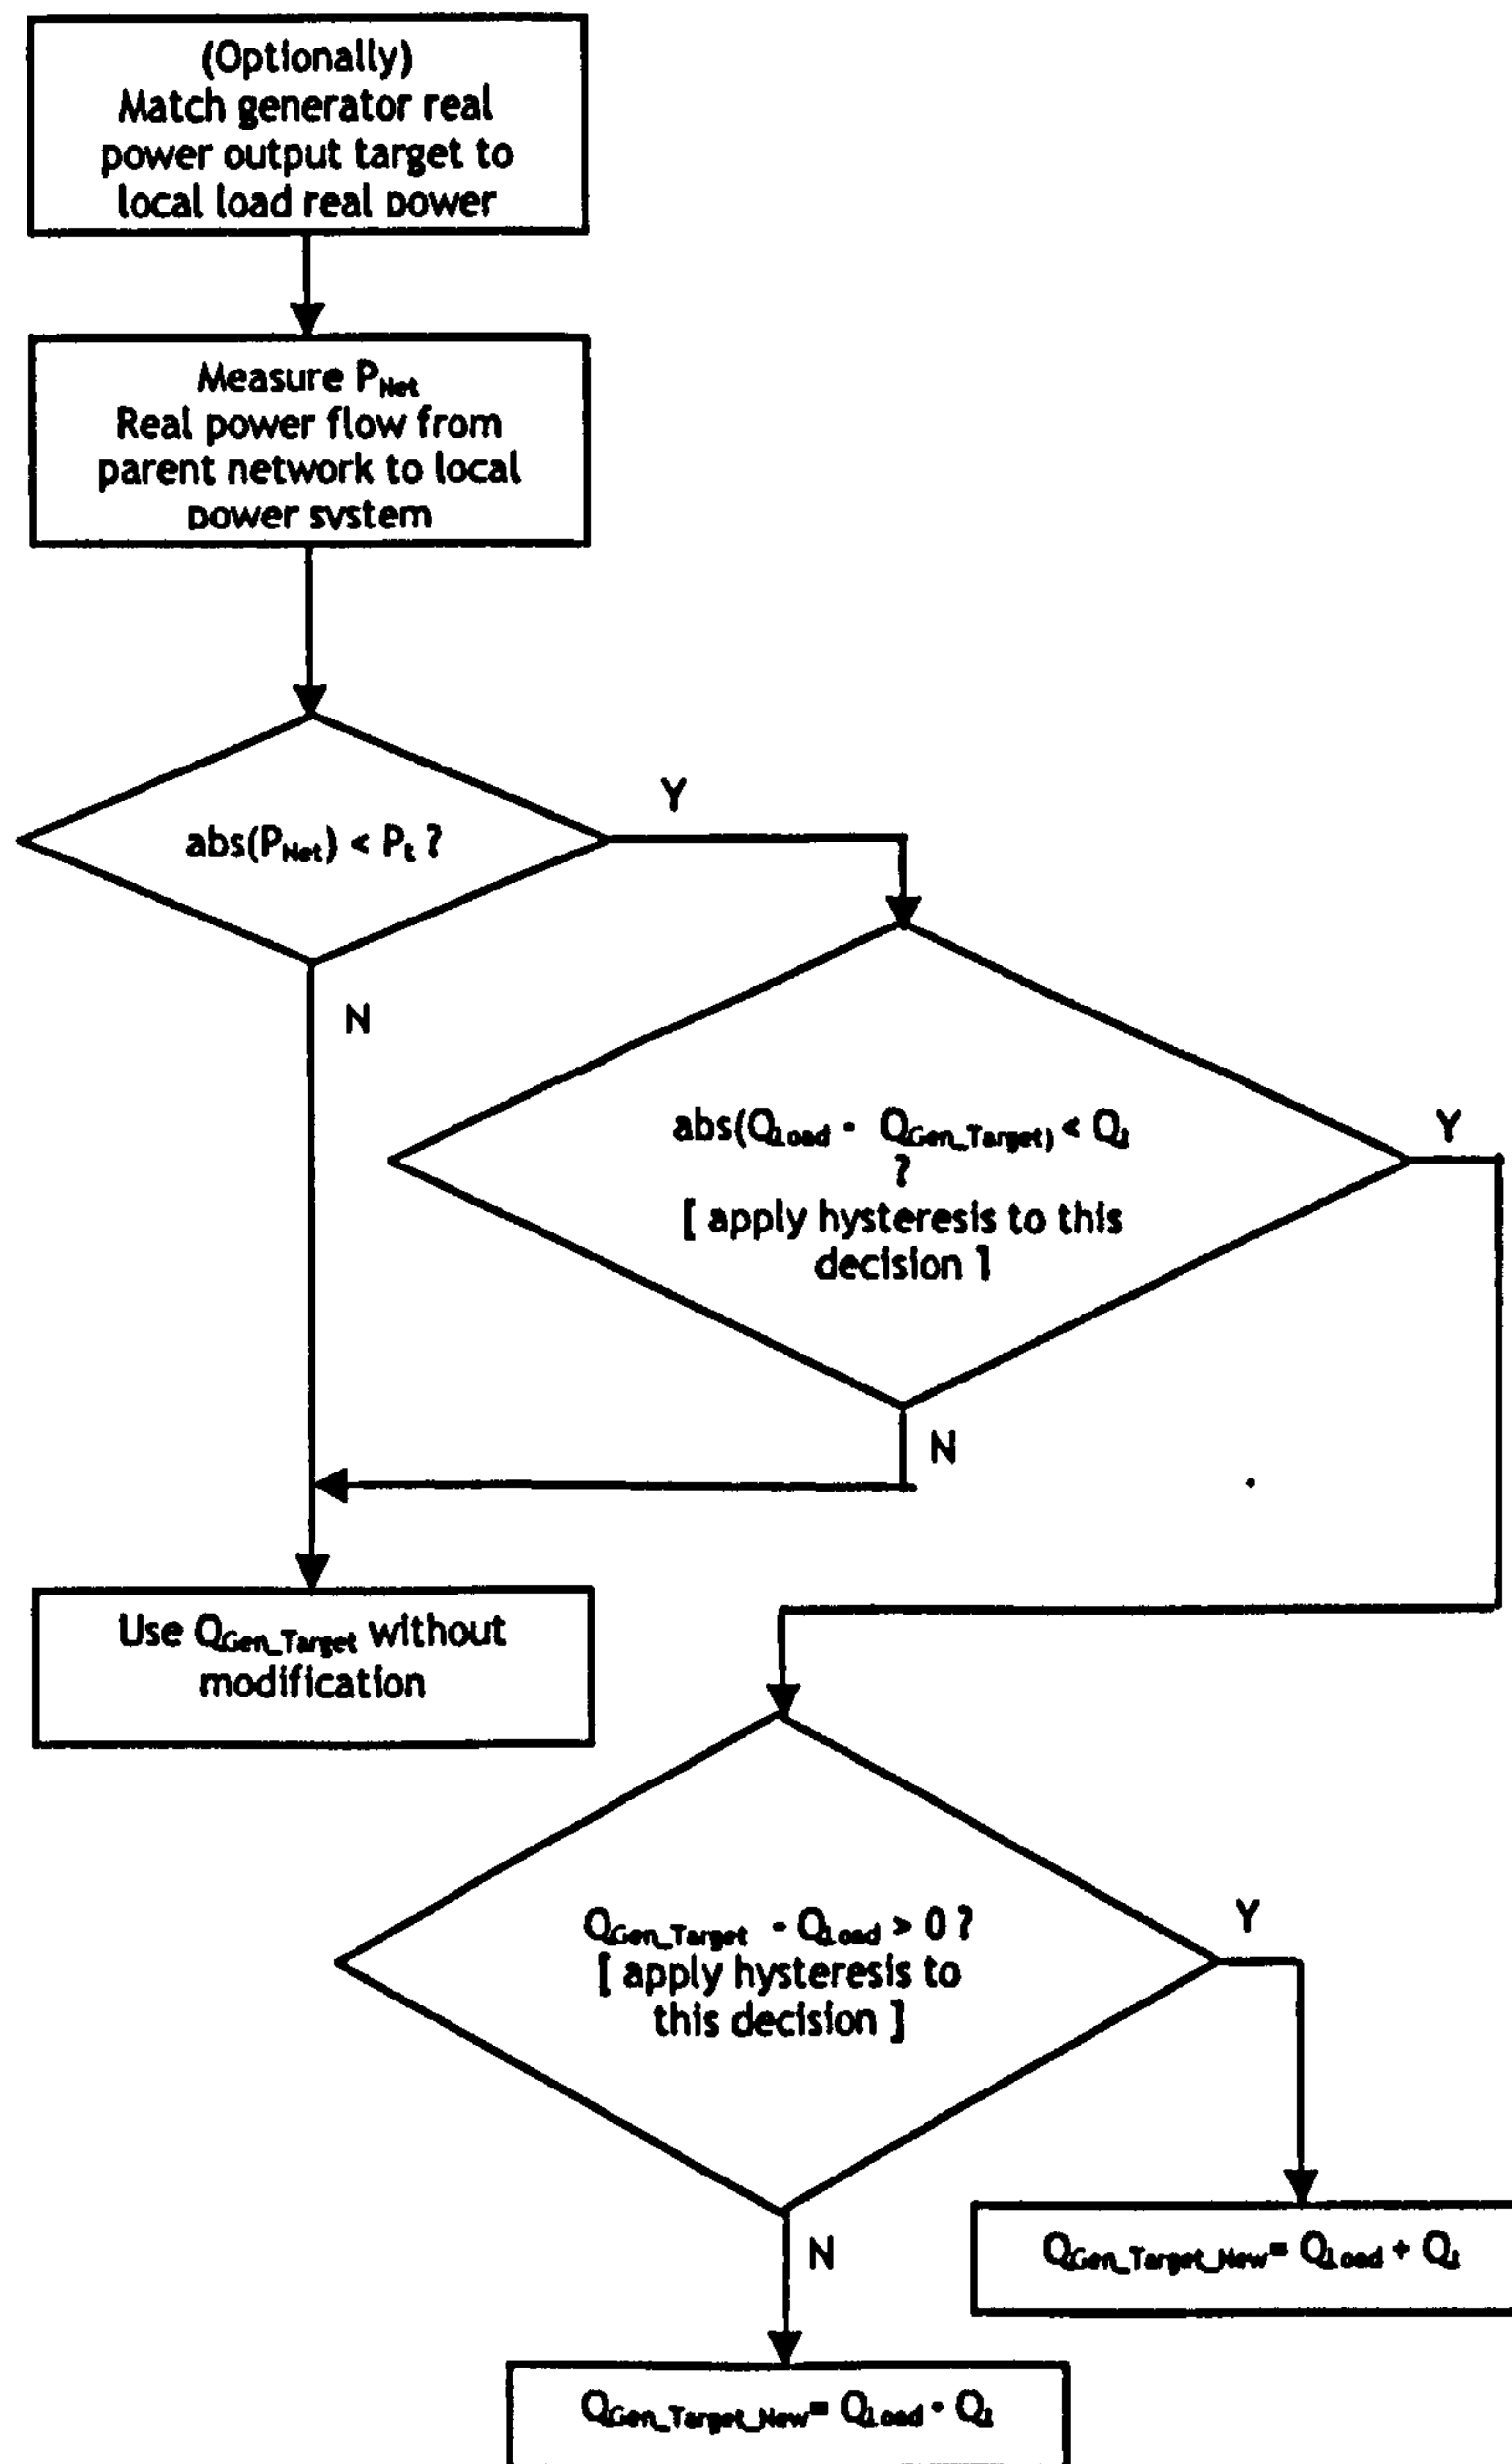 (Optionally)
Match generator real
power output target to
local load real power
Measure PNet
Real power flow from
parent network to local
power system
abs(PNet) < Pt ?
Y
N
abs(QLoad - QGen_Target) < Qt
?
[ apply hysteresis to this
decision ]
Y
N
Use QGen_Target without
modification
QGen_Target - QLoad > 0 ?
[ apply hysteresis to
this decision ]
Y
N
QGen_Target_New= QLoad + Qt
QGen_Target_New= QLoad - Qt